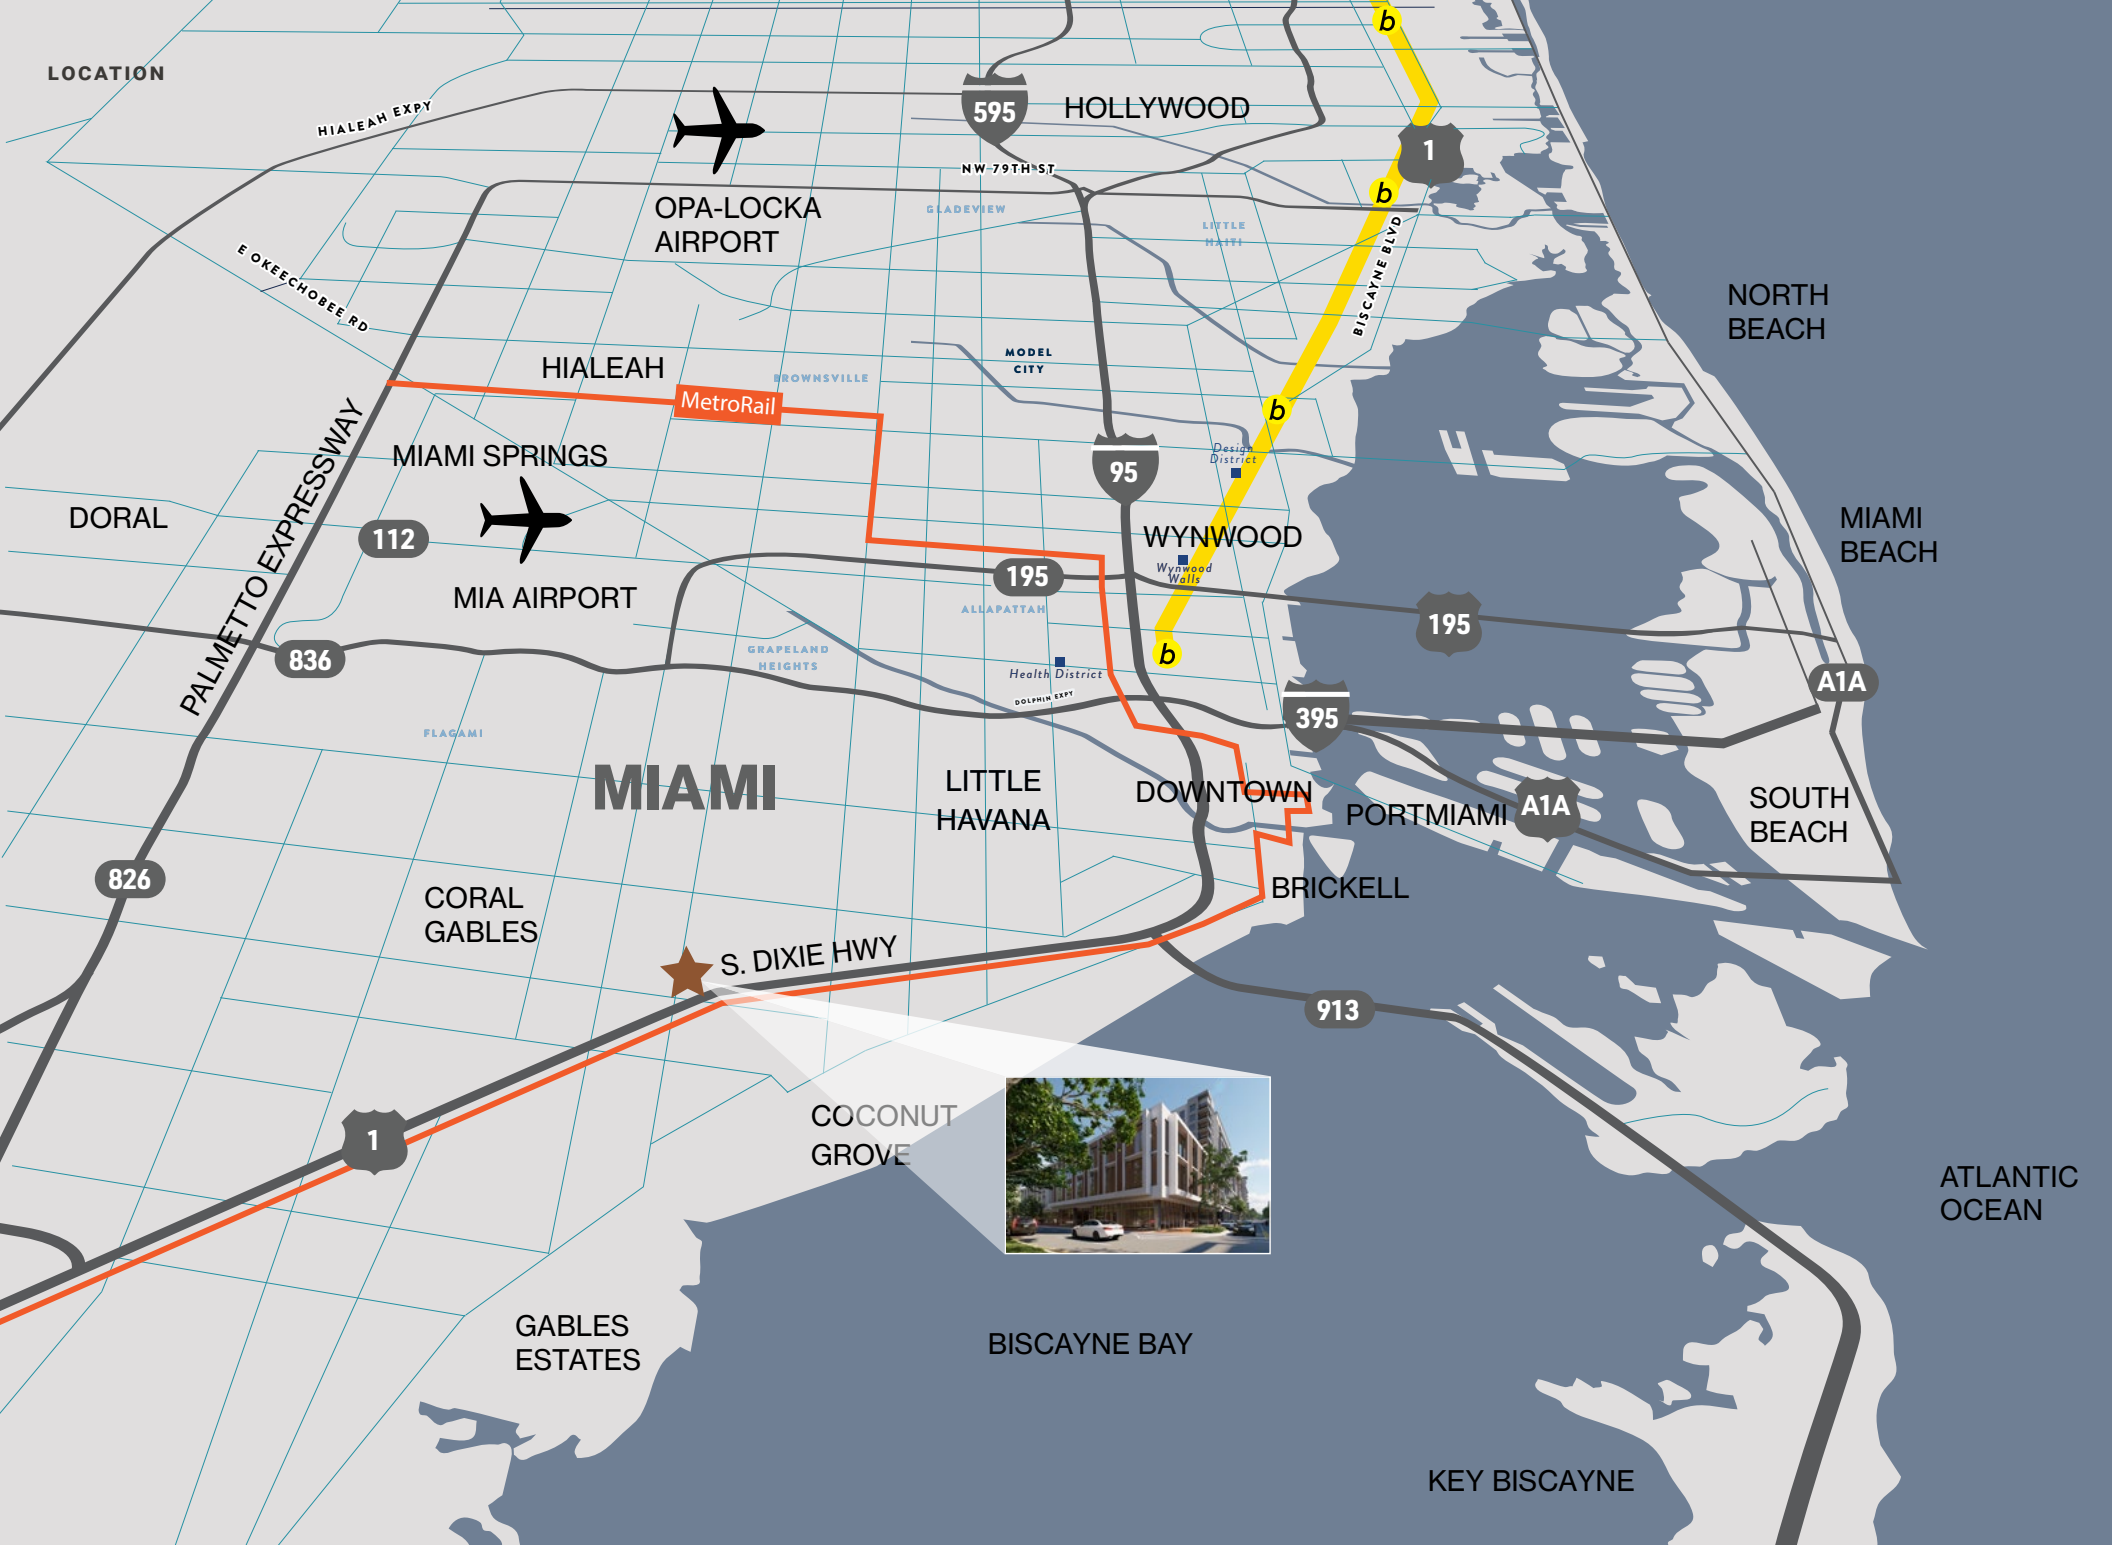 LOCATION
HIALEAH EXPY
595
HOLLYWOOD
b
1
NW 79TH ST
b
OPA-LOCKA
AIRPORT
GLADEVIEW
LITTLE
HAITI
BISCAYNE BLVD
E OKEECHOBEE RD
NORTH
BEACH
HIALEAH
MODEL
CITY
BROWNSVILLE
MetroRail
b
PALMETTO EXPRESSWAY
MIAMI SPRINGS
95
Design
District
DORAL
112
WYNWOOD
MIAMI
BEACH
195
Wynwood
Walls
MIA AIRPORT
ALLAPATTAH
195
836
GRAPELAND
HEIGHTS
b
Health District
DOLPHIN EXPY
A1A
395
FLAGAMI
MIAMI
LITTLE
HAVANA
DOWNTOWN
PORTMIAMI
A1A
SOUTH
BEACH
826
BRICKELL
CORAL
GABLES
S. DIXIE HWY
913
1
COCONUT
GROVE
ATLANTIC
OCEAN
GABLES
ESTATES
BISCAYNE BAY
KEY BISCAYNE